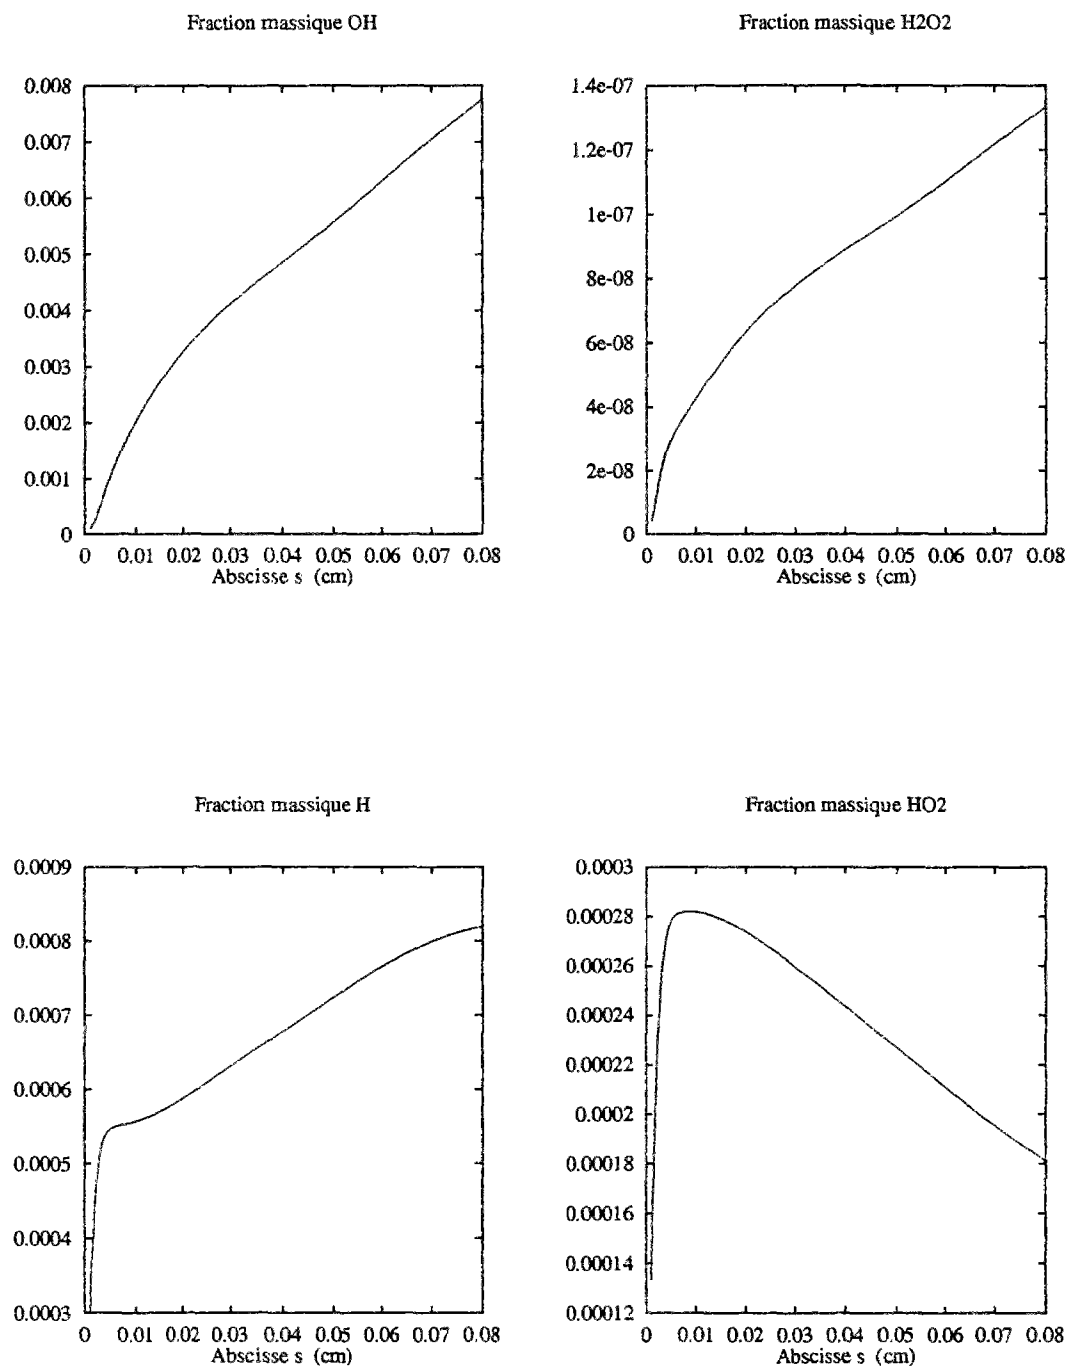 Fraction massique OH
0.008
0.007
0.006
0.005
0.004
0.003
0.002
0.001
0
0 0.01 0.02 0.03 0.04 0.05 0.06 0.07 0.08
Abscisse s (cm)
Fraction massique H2O2
1.4e-07
1.2e-07
1e-07
8e-08
6e-08
4e-08
2e-08
0
0 0.01 0.02 0.03 0.04 0.05 0.06 0.07 0.08
Abscisse s (cm)
Fraction massique H
0.0009
0.0008
0.0007
0.0006
0.0005
0.0004
0.0003
0 0.01 0.02 0.03 0.04 0.05 0.06 0.07 0.08
Abscisse s (cm)
Fraction massique HO2
0.0003
0.00028
0.00026
0.00024
0.00022
0.0002
0.00018
0.00016
0.00014
0.00012
0 0.01 0.02 0.03 0.04 0.05 0.06 0.07 0.08
Abscisse s (cm)